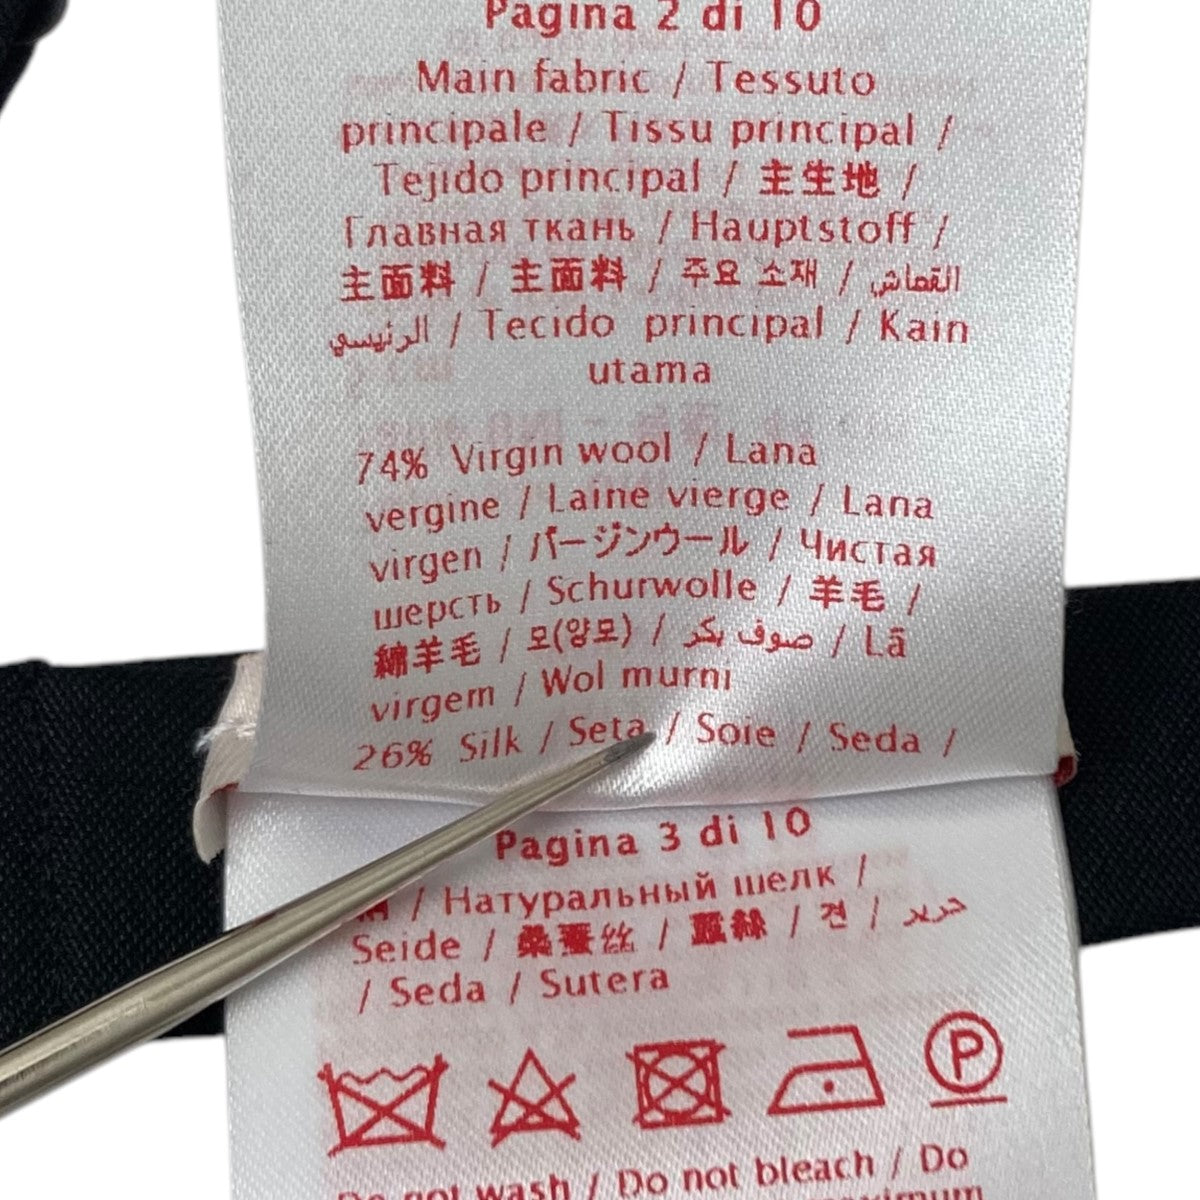 Pagina 2 di 10
Main fabric / Tessuto
principale / Tissu principal /
Tejido principal / 主生地 /
Главная ткань / Hauptstoff /
主面料 / 主面料 / 주요 소재 / القماش
الرئيسي / Tecido principal / Kain
utama
74% Virgin wool / Lana
vergine / Laine vierge / Lana
virgen / バージンウール / Чистая
шерсть / Schurwolle / 羊毛 /
綿羊毛 / 모(양모) / صوف بكر / Lã
virgem / Wol murni
26% Silk / Seta / Soie / Seda /
Pagina 3 di 10
/ Натуральный шелк /
Seide / 桑蚕丝 / 蠶絲 / 견 / حرير
/ Seda / Sutera
P
Do not wash / Do not bleach / Do
maximum